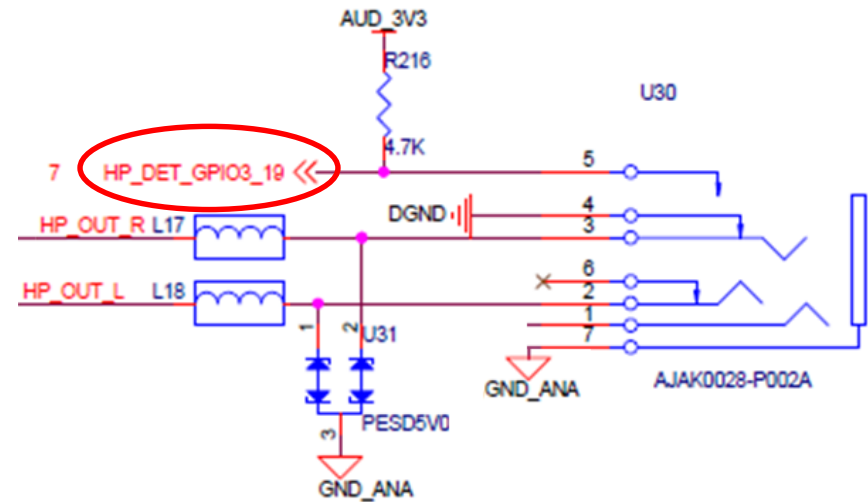 AUD_3V3
R216
4.7K
U30
7 HP_DET_GPIO3_19
5
DGND
4
3
HP_OUT_R L17
6
HP_OUT_L L18
2
1
7
1 2 U31
GND_ANA
AJAK0028-P002A
PESD5V0
3
GND_ANA